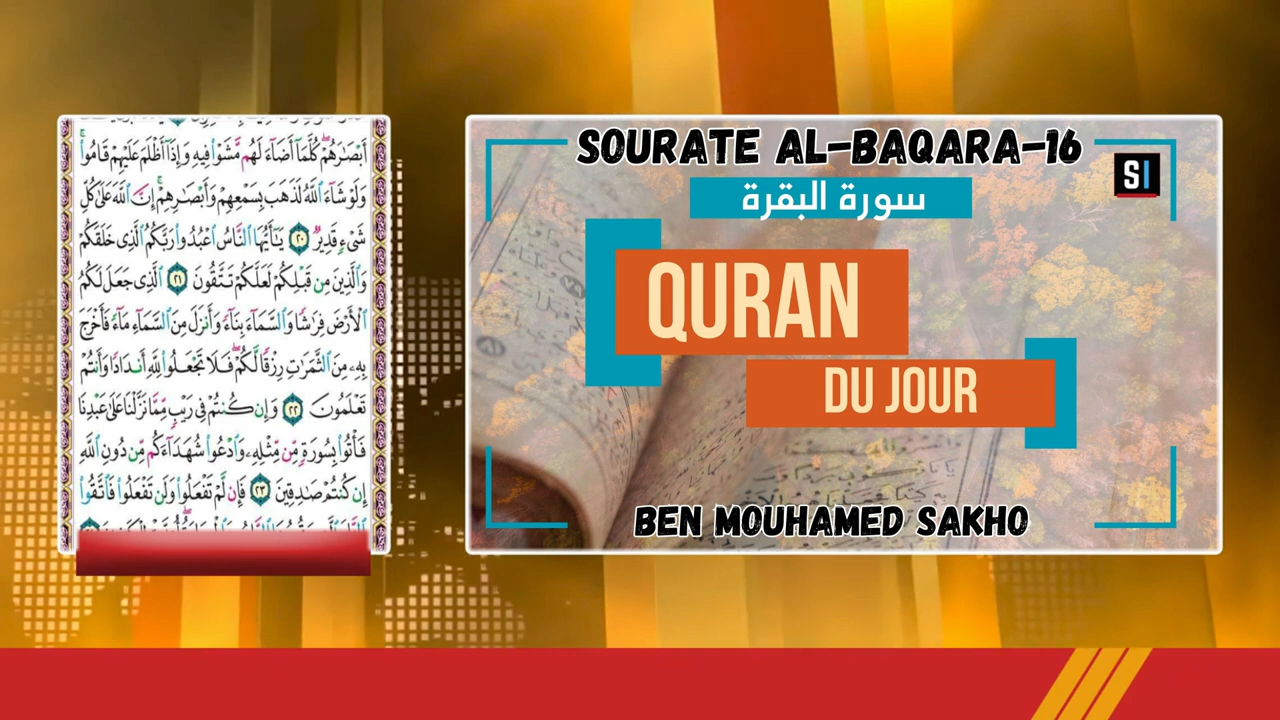 أَبْصَٰرَهُمْ كُلَّمَآ أَضَآءَ لَهُم مَّشَوْا۟ فِيهِ وَإِذَآ أَظْلَمَ عَلَيْهِمْ قَامُوا۟
وَلَوْ شَآءَ ٱللَّهُ لَذَهَبَ بِسَمْعِهِمْ وَأَبْصَٰرِهِمْ إِنَّ ٱللَّهَ عَلَىٰ كُلِّ
شَىْءٍ قَدِيرٌ ٢٠ يَٰٓأَيُّهَا ٱلنَّاسُ ٱعْبُدُوا۟ رَبَّكُمُ ٱلَّذِى خَلَقَكُمْ
وَٱلَّذِينَ مِن قَبْلِكُمْ لَعَلَّكُمْ تَتَّقُونَ ٢١ ٱلَّذِى جَعَلَ لَكُمُ
ٱلْأَرْضَ فِرَٰشًا وَٱلسَّمَآءَ بِنَآءً وَأَنزَلَ مِنَ ٱلسَّمَآءِ مَآءً فَأَخْرَجَ
بِهِۦ مِنَ ٱلثَّمَرَٰتِ رِزْقًا لَّكُمْ فَلَا تَجْعَلُوا۟ لِلَّهِ أَندَادًا وَأَنتُمْ
تَعْلَمُونَ ٢٢ وَإِن كُنتُمْ فِى رَيْبٍ مِّمَّا نَزَّلْنَا عَلَىٰ عَبْدِنَا
فَأْتُوا۟ بِسُورَةٍ مِّن مِّثْلِهِۦ وَٱدْعُوا۟ شُهَدَآءَكُم مِّن دُونِ ٱللَّهِ
إِن كُنتُمْ صَٰدِقِينَ ٢٣ فَإِن لَّمْ تَفْعَلُوا۟ وَلَن تَفْعَلُوا۟ فَٱتَّقُوا۟
SOURATE AL-BAQARA-16
سورة البقرة
SI
QURAN
DU JOUR
BEN MOUHAMED SAKHO